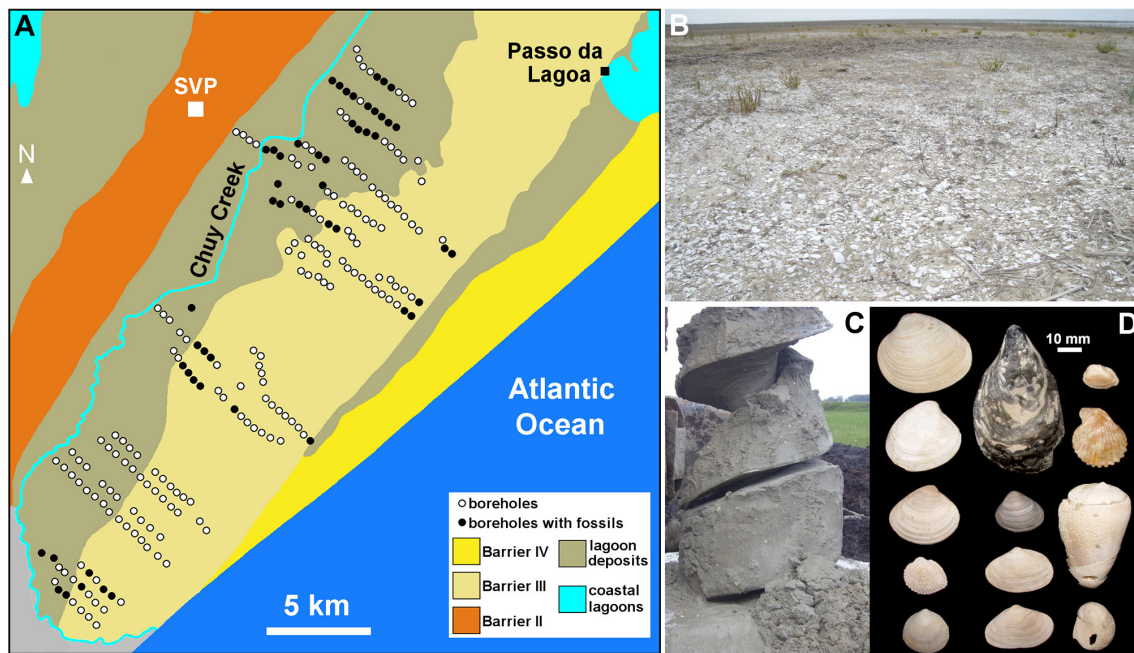 A
Passo da
Lagoa
SVP
N
Chuy Creek
Atlantic
Ocean
boreholes
boreholes with fossils
Barrier IV
lagoon
deposits
Barrier III
coastal
lagoons
Barrier II
5 km
B
C
D
10 mm